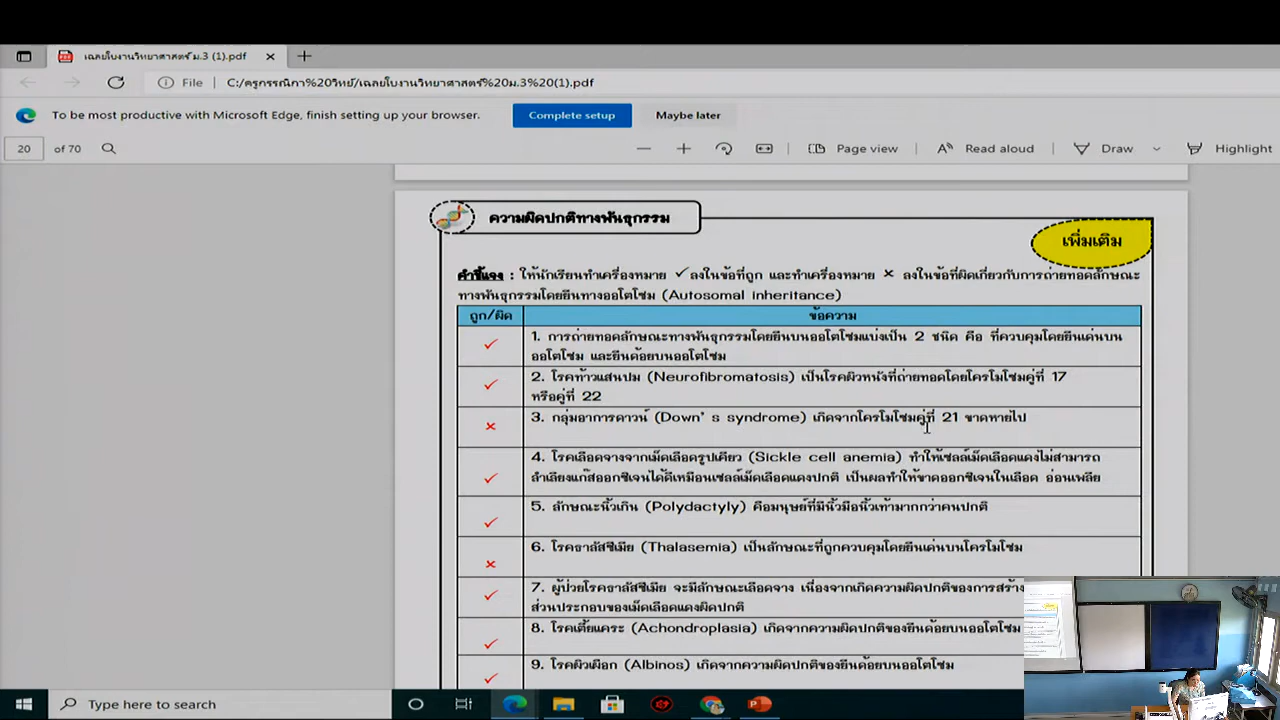 เฉลยใบงานวิทยาศาสตร์ ม.3 (1).pdf
File
C:/ครูกรรณิกา%20วิทย์/เฉลยใบงานวิทยาศาสตร์%20ม.3%20(1).pdf
To be most productive with Microsoft Edge, finish setting up your browser.
Complete setup
Maybe later
20
of 70
Page view
Read aloud
Draw
Highlight
ความผิดปกติทางพันธุกรรม
เพิ่มเติม
คำชี้แจง : ให้นักเรียนทำเครื่องหมาย ✓ลงในข้อที่ถูก และทำเครื่องหมาย × ลงในข้อที่ผิดเกี่ยวกับการถ่ายทอดลักษณะ
ทางพันธุกรรมโดยยีนทางออโตโซม (Autosomal inheritance)
ถูก/ผิด ข้อความ
✓ 1. การถ่ายทอดลักษณะทางพันธุกรรมโดยยีนบนออโตโซมแบ่งเป็น 2 ชนิด คือ ที่ควบคุมโดยยีนเด่นบน
ออโตโซม และยีนด้อยบนออโตโซม
✓ 2. โรคท้าวแสนปม (Neurofibromatosis) เป็นโรคผิวหนังที่ถ่ายทอดโดยโครโมโซมคู่ที่ 17
หรือคู่ที่ 22
× 3. กลุ่มอาการดาวน์ (Down' s syndrome) เกิดจากโครโมโซมคู่ที่ 21 ขาดหายไป
✓ 4. โรคเลือดจางจากเม็ดเลือดรูปเคียว (Sickle cell anemia) ทำให้เซลล์เม็ดเลือดแดงไม่สามารถ
ลำเลียงแก๊สออกซิเจนได้ดีเหมือนเซลล์เม็ดเลือดแดงปกติ เป็นผลทำให้ขาดออกซิเจนในเลือด อ่อนเพลีย
✓ 5. ลักษณะนิ้วเกิน (Polydactyly) คือมนุษย์ที่มีนิ้วมือนิ้วเท้ามากกว่าคนปกติ
× 6. โรคธาลัสซีเมีย (Thalasemia) เป็นลักษณะที่ถูกควบคุมโดยยีนเด่นบนโครโมโซม
✓ 7. ผู้ป่วยโรคธาลัสซีเมีย จะมีลักษณะเลือดจาง เนื่องจากเกิดความผิดปกติของการสร้าง
ส่วนประกอบของเม็ดเลือดแดงผิดปกติ
✓ 8. โรคเตี้ยแคระ (Achondroplasia) เกิดจากความผิดปกติของยีนด้อยบนออโตโซม
✓ 9. โรคผิวเผือก (Albinos) เกิดจากความผิดปกติของยีนด้อยบนออโตโซม
Type here to search